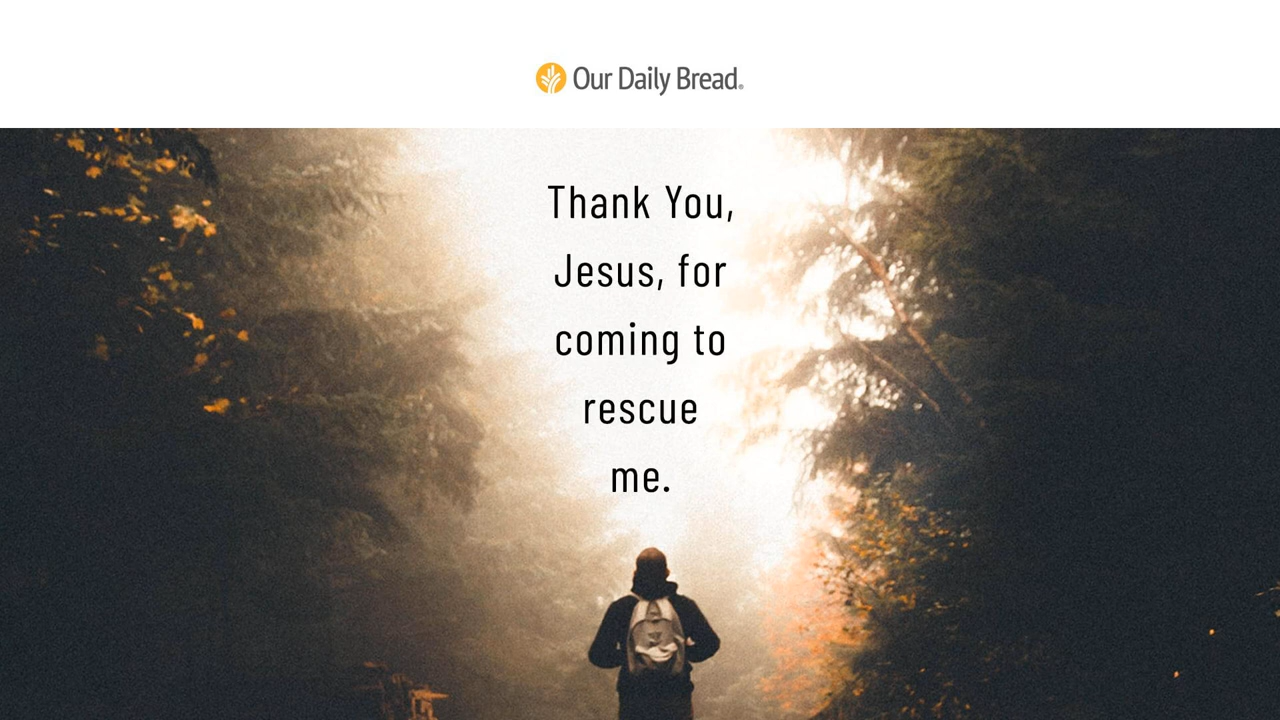 Our Daily Bread®
Thank You,
Jesus, for
coming to
rescue
me.